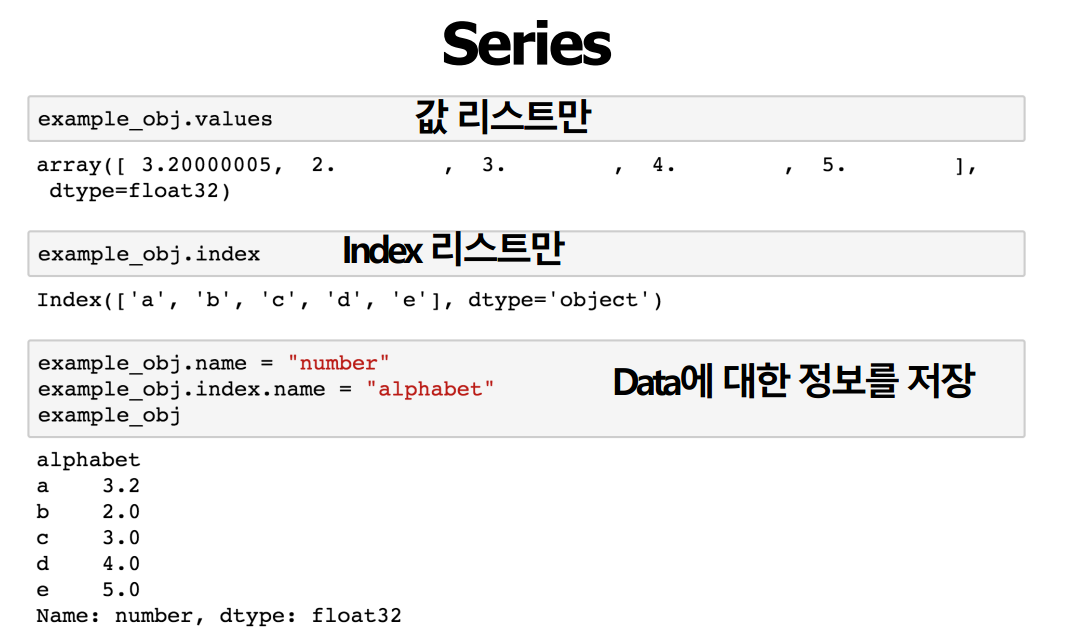 Series
example_obj.values 값 리스트만
array([ 3.20000005,  2.        ,  3.        ,  4.        ,  5.        ],
 dtype=float32)
example_obj.index Index 리스트만
Index(['a', 'b', 'c', 'd', 'e'], dtype='object')
example_obj.name = "number"
example_obj.index.name = "alphabet"
example_obj
Data에 대한 정보를 저장
alphabet
a    3.2
b    2.0
c    3.0
d    4.0
e    5.0
Name: number, dtype: float32